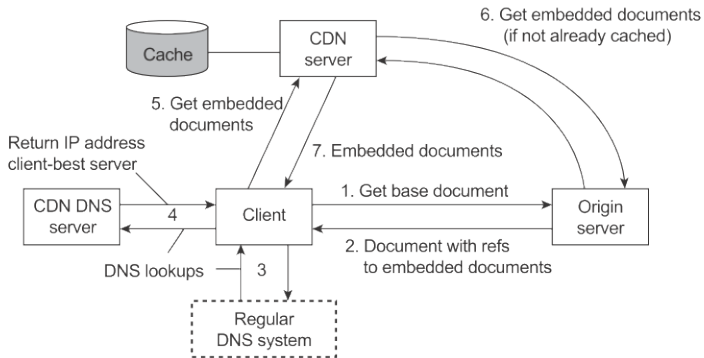 6. Get embedded documents
(if not already cached)
CDN
server
Cache
5. Get embedded
documents
Return IP address
client-best server
7. Embedded documents
1. Get base document
CDN DNS
server
4
Client
Origin
server
2. Document with refs
to embedded documents
DNS lookups
3
Regular
DNS system